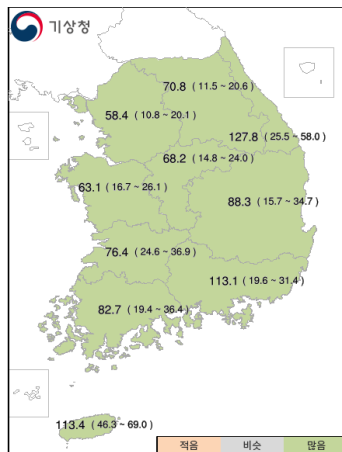 기상청
70.8 ( 11.5 ~ 20.6 )
58.4 ( 10.8 ~ 20.1 )
127.8 ( 25.5 ~ 58.0 )
68.2 ( 14.8 ~ 24.0 )
63.1 ( 16.7 ~ 26.1 )
88.3 ( 15.7 ~ 34.7 )
76.4 ( 24.6 ~ 36.9 )
113.1 ( 19.6 ~ 31.4 )
82.7 ( 19.4 ~ 36.4 )
113.4 ( 46.3 ~ 69.0 )
적음 비슷 많음